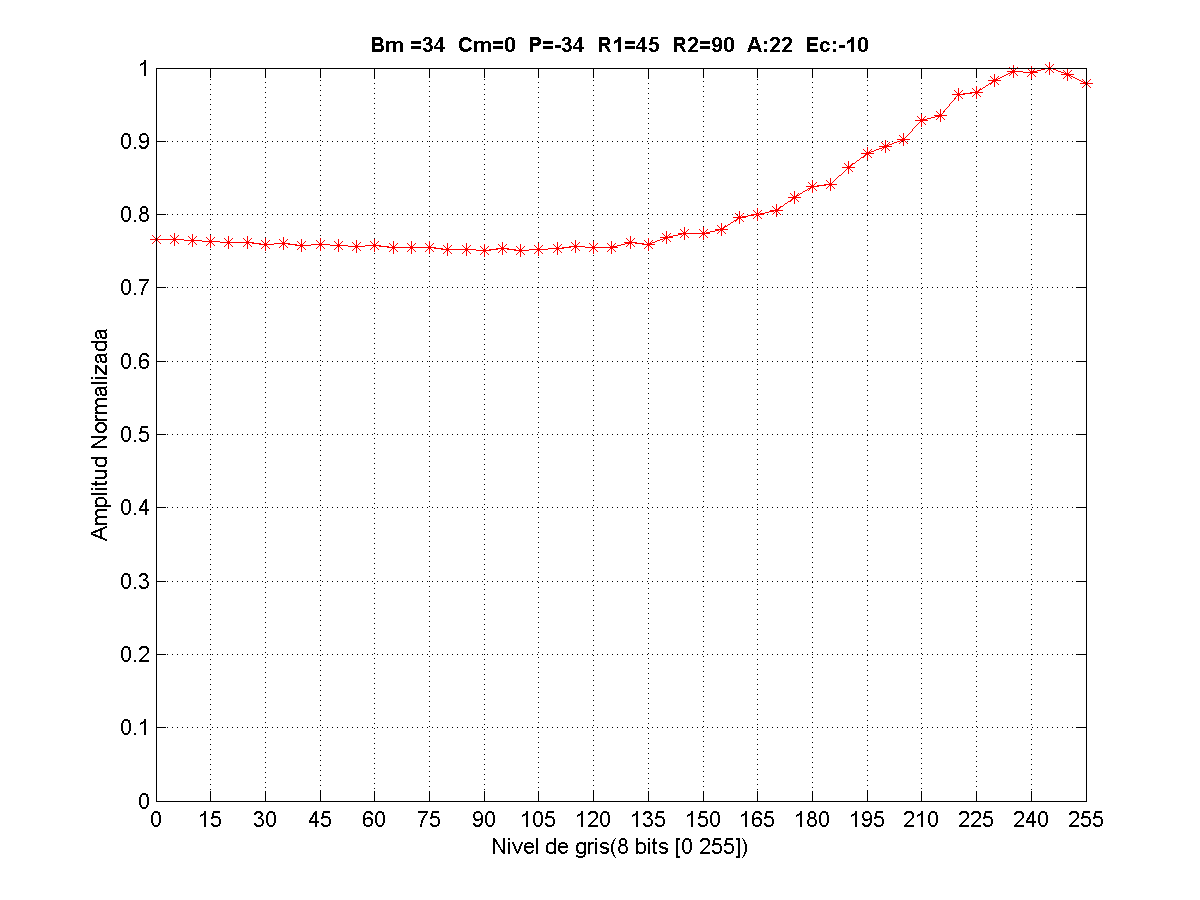 Bm =34 Cm=0 P=-34 R1=45 R2=90 A:22 Ec:-10
1
0.9
0.8
0.7
0.6
0.5
0.4
0.3
0.2
0.1
0
Amplitud Normalizada
0 15 30 45 60 75 90 105 120 135 150 165 180 195 210 225 240 255
Nivel de gris(8 bits [0 255])